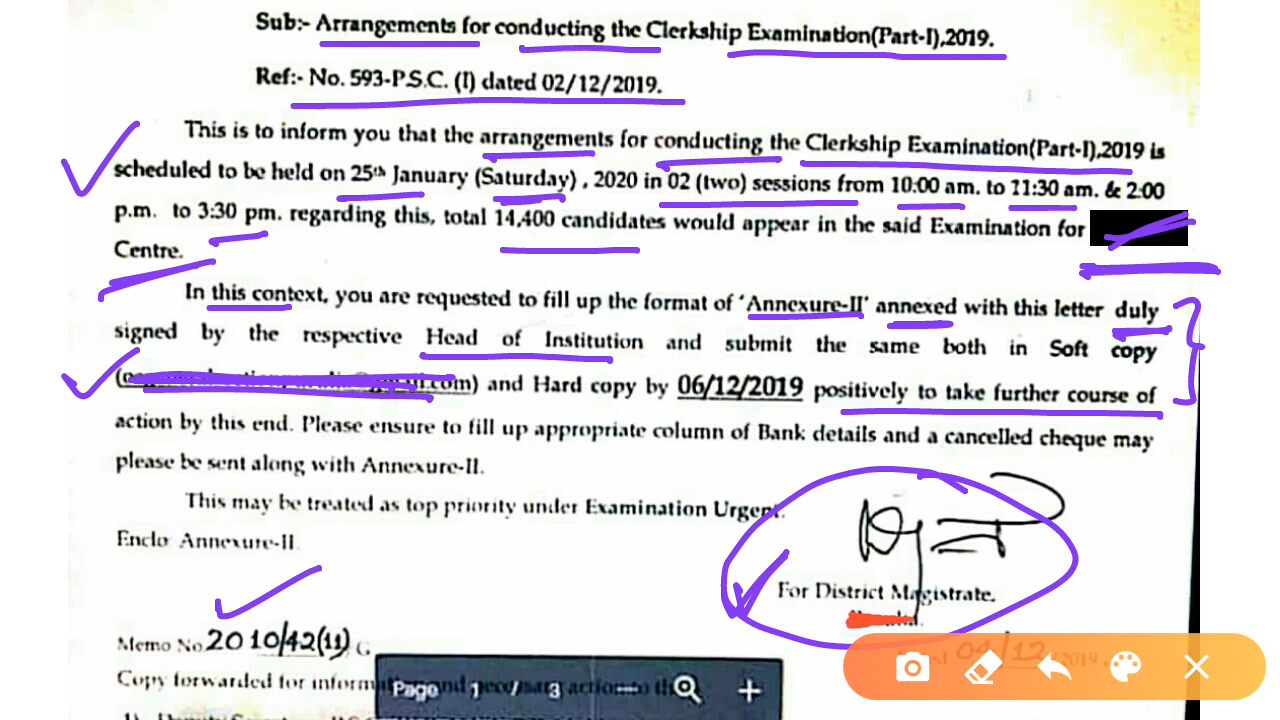 Sub:- Arrangements for conducting the Clerkship Examination(Part-I),2019.
Ref:- No. 593-P.S.C. (I) dated 02/12/2019.
This is to inform you that the arrangements for conducting the Clerkship Examination(Part-I),2019 is
scheduled to be held on 25th January (Saturday) , 2020 in 02 (two) sessions from 10:00 am. to 11:30 am. & 2:00
p.m. to 3:30 pm. regarding this, total 14,400 candidates would appear in the said Examination for
Centre.
In this context, you are requested to fill up the format of 'Annexure-II' annexed with this letter duly
signed by the respective Head of Institution and submit the same both in Soft copy
and Hard copy by 06/12/2019 positively to take further course of
action by this end. Please ensure to fill up appropriate column of Bank details and a cancelled cheque may
please be sent along with Annexure-II.
This may be treated as top priority under Examination Urgent.
Enclo: Annexure-II.
For District Magistrate.
Memo No 2010/42(11) G
Copy forwarded for
Page 1 / 3